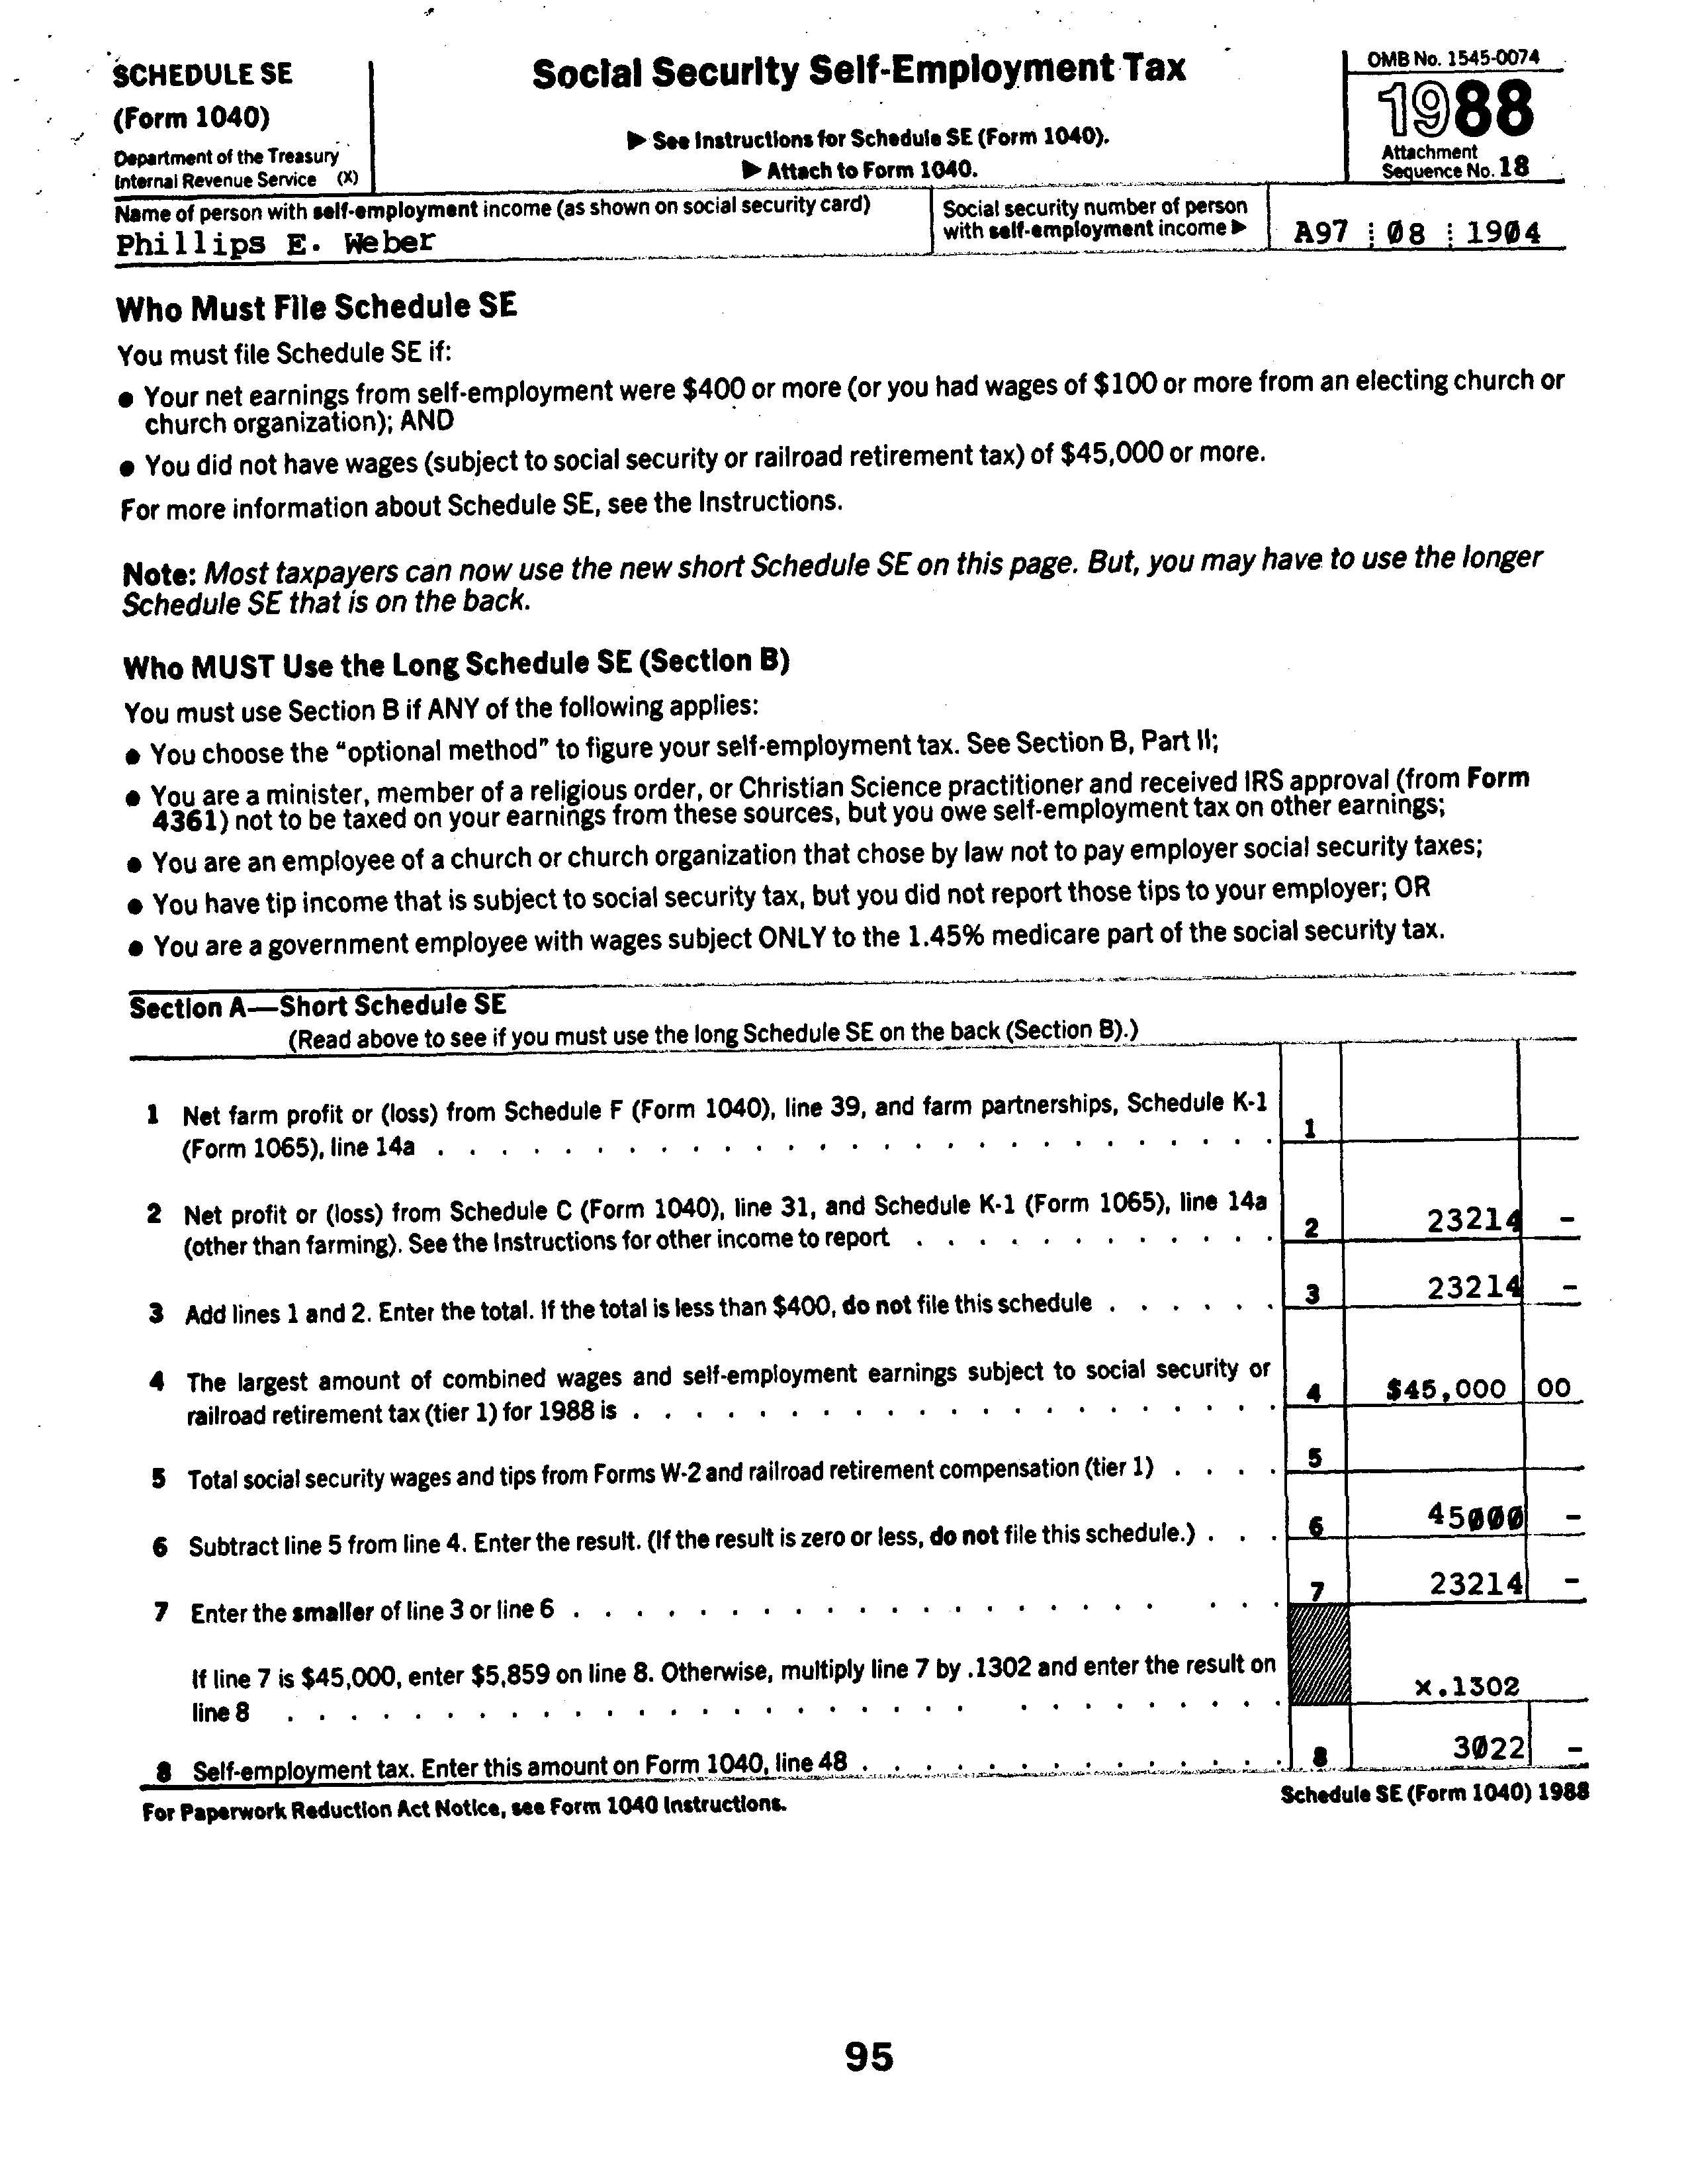 SCHEDULE SE
(Form 1040)
Department of the Treasury
Internal Revenue Service (X)
Social Security Self-Employment Tax
▶ See Instructions for Schedule SE (Form 1040).
▶ Attach to Form 1040.
OMB No. 1545-0074
1988
Attachment
Sequence No. 18
Name of person with self-employment income (as shown on social security card)
Phillips E. Weber
Social security number of person
with self-employment income ▶
A97 08 1904
Who Must File Schedule SE
You must file Schedule SE if:
● Your net earnings from self-employment were $400 or more (or you had wages of $100 or more from an electing church or
church organization); AND
● You did not have wages (subject to social security or railroad retirement tax) of $45,000 or more.
For more information about Schedule SE, see the Instructions.
Note: Most taxpayers can now use the new short Schedule SE on this page. But, you may have to use the longer
Schedule SE that is on the back.
Who MUST Use the Long Schedule SE (Section B)
You must use Section B if ANY of the following applies:
● You choose the "optional method" to figure your self-employment tax. See Section B, Part II;
● You are a minister, member of a religious order, or Christian Science practitioner and received IRS approval (from Form
4361) not to be taxed on your earnings from these sources, but you owe self-employment tax on other earnings;
● You are an employee of a church or church organization that chose by law not to pay employer social security taxes;
● You have tip income that is subject to social security tax, but you did not report those tips to your employer; OR
● You are a government employee with wages subject ONLY to the 1.45% medicare part of the social security tax.
Section A—Short Schedule SE
(Read above to see if you must use the long Schedule SE on the back (Section B).)
1 Net farm profit or (loss) from Schedule F (Form 1040), line 39, and farm partnerships, Schedule K-1
(Form 1065), line 14a . . . . . . . . . . 1
2 Net profit or (loss) from Schedule C (Form 1040), line 31, and Schedule K-1 (Form 1065), line 14a
(other than farming). See the Instructions for other income to report . . . . . . . . . . 2 23214 –
3 Add lines 1 and 2. Enter the total. If the total is less than $400, do not file this schedule . . . . . . 3 23214 –
4 The largest amount of combined wages and self-employment earnings subject to social security or
railroad retirement tax (tier 1) for 1988 is . . . . . . . . . . 4 $45,000 00
5 Total social security wages and tips from Forms W-2 and railroad retirement compensation (tier 1) . . . . 5
6 Subtract line 5 from line 4. Enter the result. (If the result is zero or less, do not file this schedule.) . . . 6 45000 –
7 Enter the smaller of line 3 or line 6 . . . . . . . . . . 7 23214 –
If line 7 is $45,000, enter $5,859 on line 8. Otherwise, multiply line 7 by .1302 and enter the result on
line 8 . . . . . . . . . . x.1302
8 Self-employment tax. Enter this amount on Form 1040, line 48 . . . . . . . . . . 8 3022 –
For Paperwork Reduction Act Notice, see Form 1040 Instructions.
Schedule SE (Form 1040) 1988
95